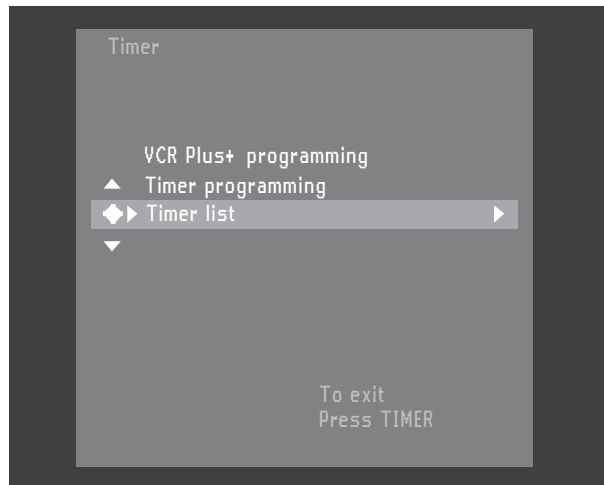 Timer
VCR Plus+ programming
Timer programming
Timer list
To exit
Press TIMER